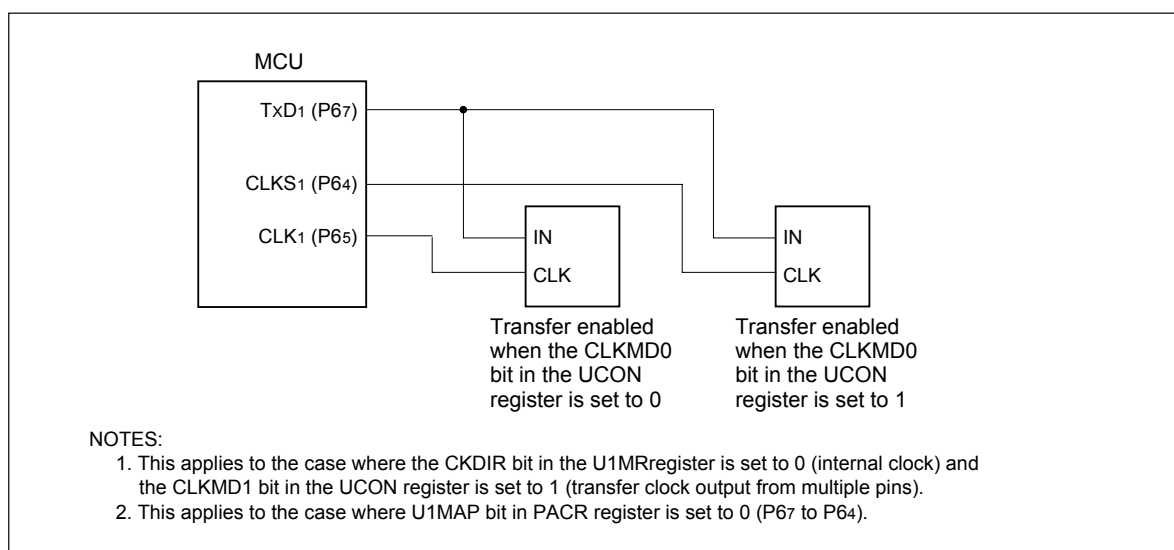 MCU
TxD1 (P67)
CLKS1 (P64)
CLK1 (P65)
IN
CLK
IN
CLK
Transfer enabled
when the CLKMD0
bit in the UCON
register is set to 0
Transfer enabled
when the CLKMD0
bit in the UCON
register is set to 1
NOTES:
1. This applies to the case where the CKDIR bit in the U1MRregister is set to 0 (internal clock) and
the CLKMD1 bit in the UCON register is set to 1 (transfer clock output from multiple pins).
2. This applies to the case where U1MAP bit in PACR register is set to 0 (P67 to P64).